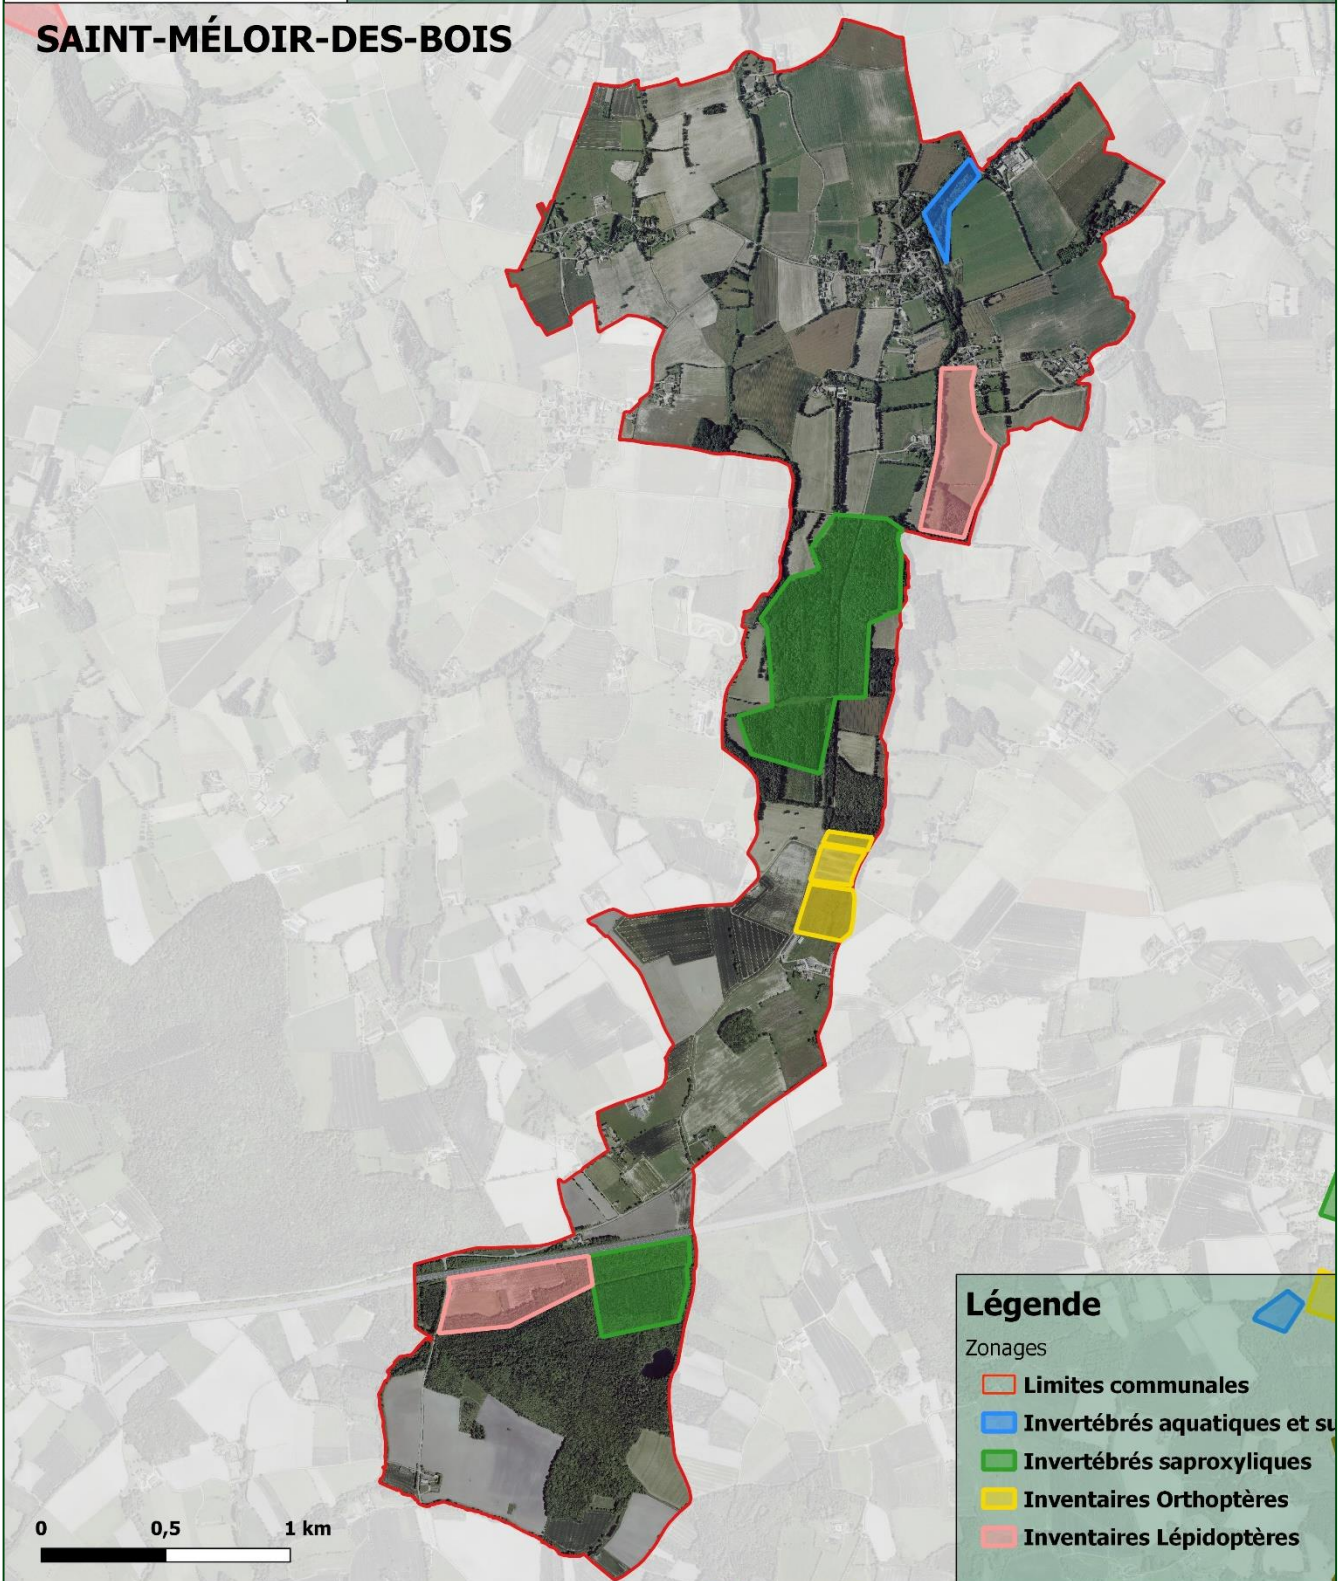 SAINT-MÉLOIR-DES-BOIS
Légende
Zonages
Limites communales
Invertébrés aquatiques et su
Invertébrés saproxyliques
Inventaires Orthoptères
Inventaires Lépidoptères
0 0,5 1 km